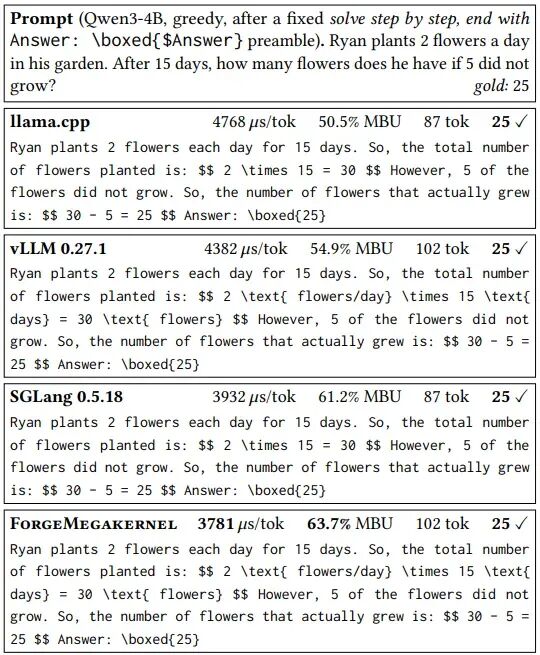 Prompt (Qwen3-4B, greedy, after a fixed solve step by step, end with
Answer: \boxed{$Answer} preamble). Ryan plants 2 flowers a day
in his garden. After 15 days, how many flowers does he have if 5 did not
grow? gold: 25
llama.cpp 4768 µs/tok 50.5% MBU 87 tok 25 ✓
Ryan plants 2 flowers each day for 15 days. So, the total number
of flowers planted is: $$ 2 \times 15 = 30 $$ However, 5 of the
flowers did not grow. So, the number of flowers that actually grew
is: $$ 30 - 5 = 25 $$ Answer: \boxed{25}
vLLM 0.27.1 4382 µs/tok 54.9% MBU 102 tok 25 ✓
Ryan plants 2 flowers each day for 15 days. So, the total number
of flowers planted is: $$ 2 \text{ flowers/day} \times 15 \text{
days} = 30 \text{ flowers} $$ However, 5 of the flowers did not
grow. So, the number of flowers that actually grew is: $$ 30 - 5 =
25 $$ Answer: \boxed{25}
SGLang 0.5.18 3932 µs/tok 61.2% MBU 87 tok 25 ✓
Ryan plants 2 flowers each day for 15 days. So, the total number
of flowers planted is: $$ 2 \times 15 = 30 $$ However, 5 of the
flowers did not grow. So, the number of flowers that actually grew
is: $$ 30 - 5 = 25 $$ Answer: \boxed{25}
ForgeMegakernel 3781 µs/tok 63.7% MBU 102 tok 25 ✓
Ryan plants 2 flowers each day for 15 days. So, the total number
of flowers planted is: $$ 2 \text{ flowers/day} \times 15 \text{
days} = 30 \text{ flowers} $$ However, 5 of the flowers did not
grow. So, the number of flowers that actually grew is: $$ 30 - 5 =
25 $$ Answer: \boxed{25}